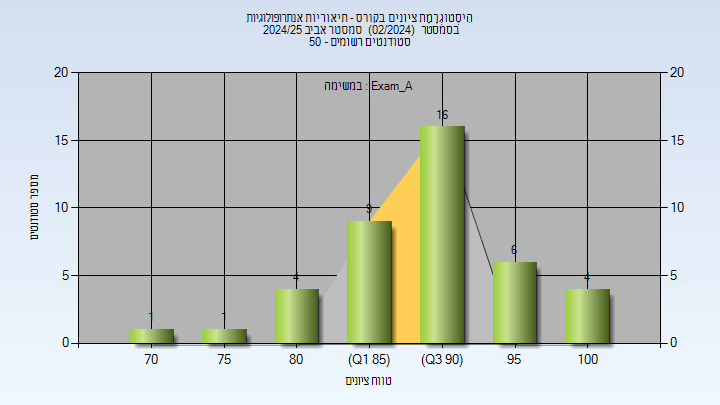 היסטוגרמת ציונים בקורס - תיאוריות אנתרופולוגיות
בסמסטר (02/2024) סמסטר אביב 2024/25
סטודנטים רשומים - 50
במשימה : Exam_A
מספר סטודנטים
20 20
15 15
10 10
5 5
0 0
1 1 4 9 16 6 4
70 75 80 (Q1 85) (Q3 90) 95 100
טווח ציונים